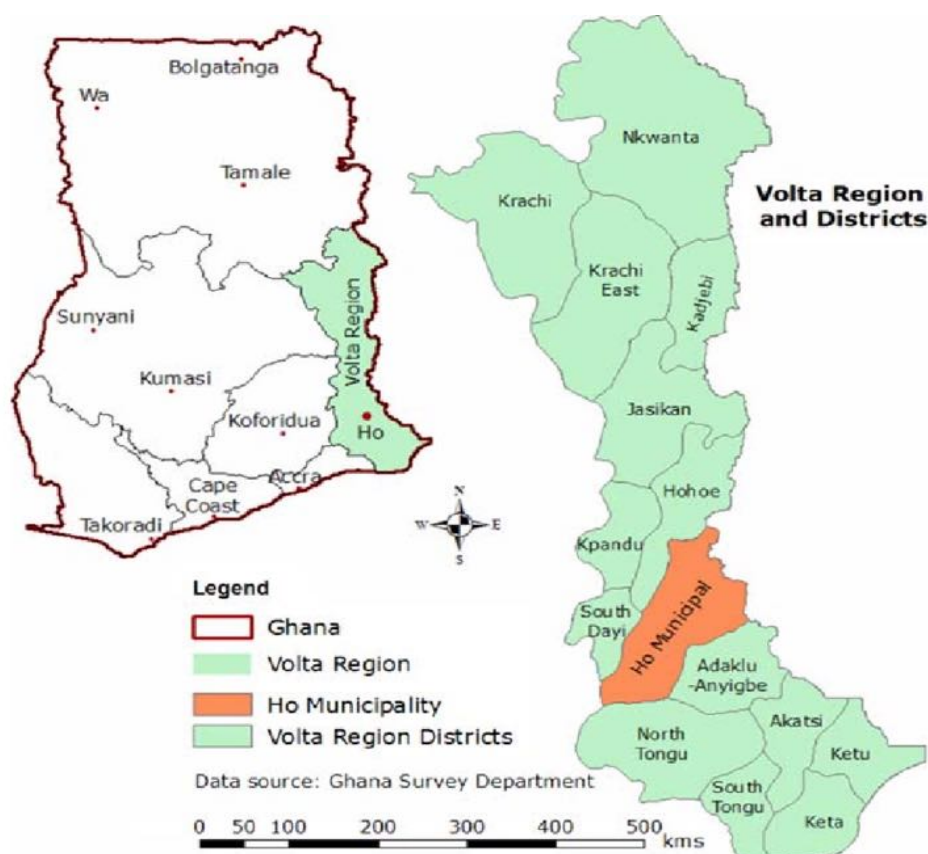 Bolgatanga
Wa
Tamale
Sunyani
Kumasi
Koforidua
Volta Region
Ho
Accra
Cape
Coast
Takoradi
N
W
E
S
Volta Region
and Districts
Nkwanta
Krachi
Krachi
East
Kadjebi
Jasikan
Hohoe
Kpandu
South
Dayi
Ho Municipal
Adaklu
-Anyigbe
Akatsi
North
Tongu
Ketu
South
Tongu
Keta
Legend
Ghana
Volta Region
Ho Municipality
Volta Region Districts
Data source: Ghana Survey Department
0 50 100 200 300 400 500 kms